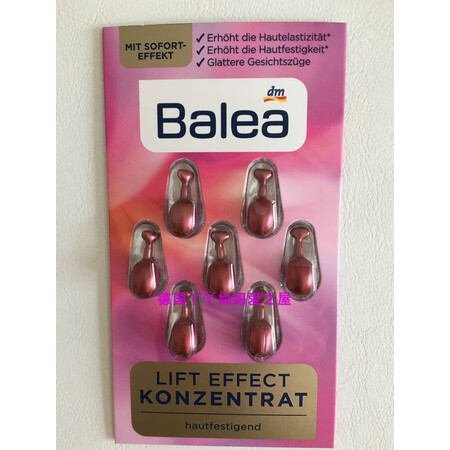 MIT SOFORT-
EFFEKT
✓ Erhöht die Hautelastizität*
✓ Erhöht die Hautfestigkeit*
✓ Glattere Gesichtszüge
dm
Balea
LIFT EFFECT
KONZENTRAT
hautfestigend